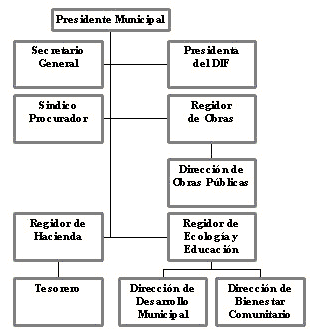 Presidente Municipal
Secretario
General
Presidenta
del DIF
Síndico
Procurador
Regidor
de Obras
Dirección de
Obras Públicas
Regidor de
Hacienda
Regidor de
Ecología y
Educación
Tesorero
Dirección de
Desarrollo
Municipal
Dirección de
Bienestar
Comunitario